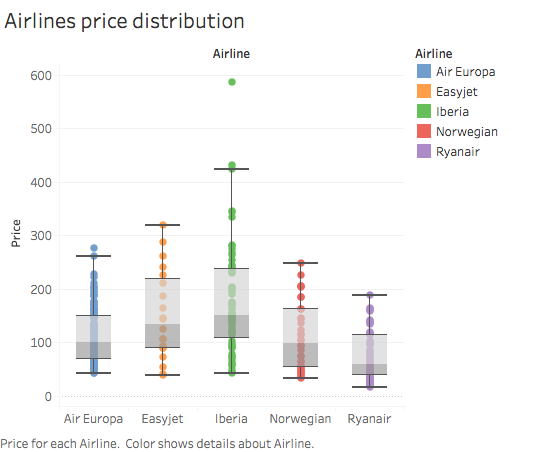 Airlines price distribution
Airline
Airline
Air Europa
Easyjet
Iberia
Norwegian
Ryanair
600
500
400
300
200
100
0
Price
Air Europa Easyjet Iberia Norwegian Ryanair
Price for each Airline. Color shows details about Airline.